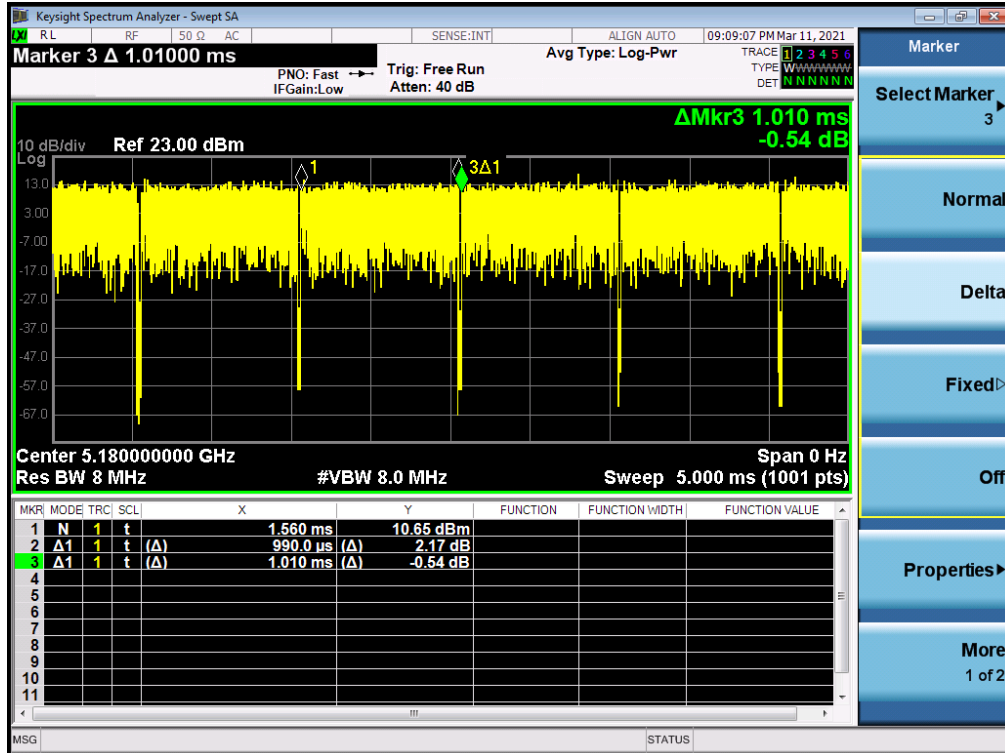 Keysight Spectrum Analyzer - Swept SA
LXI RL RF 50 Ω AC SENSE:INT ALIGN AUTO 09:09:07 PM Mar 11, 2021
Marker 3 Δ 1.01000 ms
PNO: Fast
IFGain:Low
Trig: Free Run
Atten: 40 dB
Avg Type: Log-Pwr
TRACE 1 2 3 4 5 6
TYPE WWWWWW
DET N N N N N N
ΔMkr3 1.010 ms
-0.54 dB
10 dB/div Ref 23.00 dBm
Log
1 3Δ1
13.0
3.00
-7.00
-17.0
-27.0
-37.0
-47.0
-57.0
-67.0
Center 5.180000000 GHz Span 0 Hz
Res BW 8 MHz #VBW 8.0 MHz Sweep 5.000 ms (1001 pts)
MKR MODE TRC SCL X Y FUNCTION FUNCTION WIDTH FUNCTION VALUE
1 N 1 t 1.560 ms 10.65 dBm
2 Δ1 1 t (Δ) 990.0 µs (Δ) 2.17 dB
3 Δ1 1 t (Δ) 1.010 ms (Δ) -0.54 dB
4
5
6
7
8
9
10
11
MSG STATUS
Marker
Select Marker
3
Normal
Delta
Fixed
Off
Properties
More
1 of 2